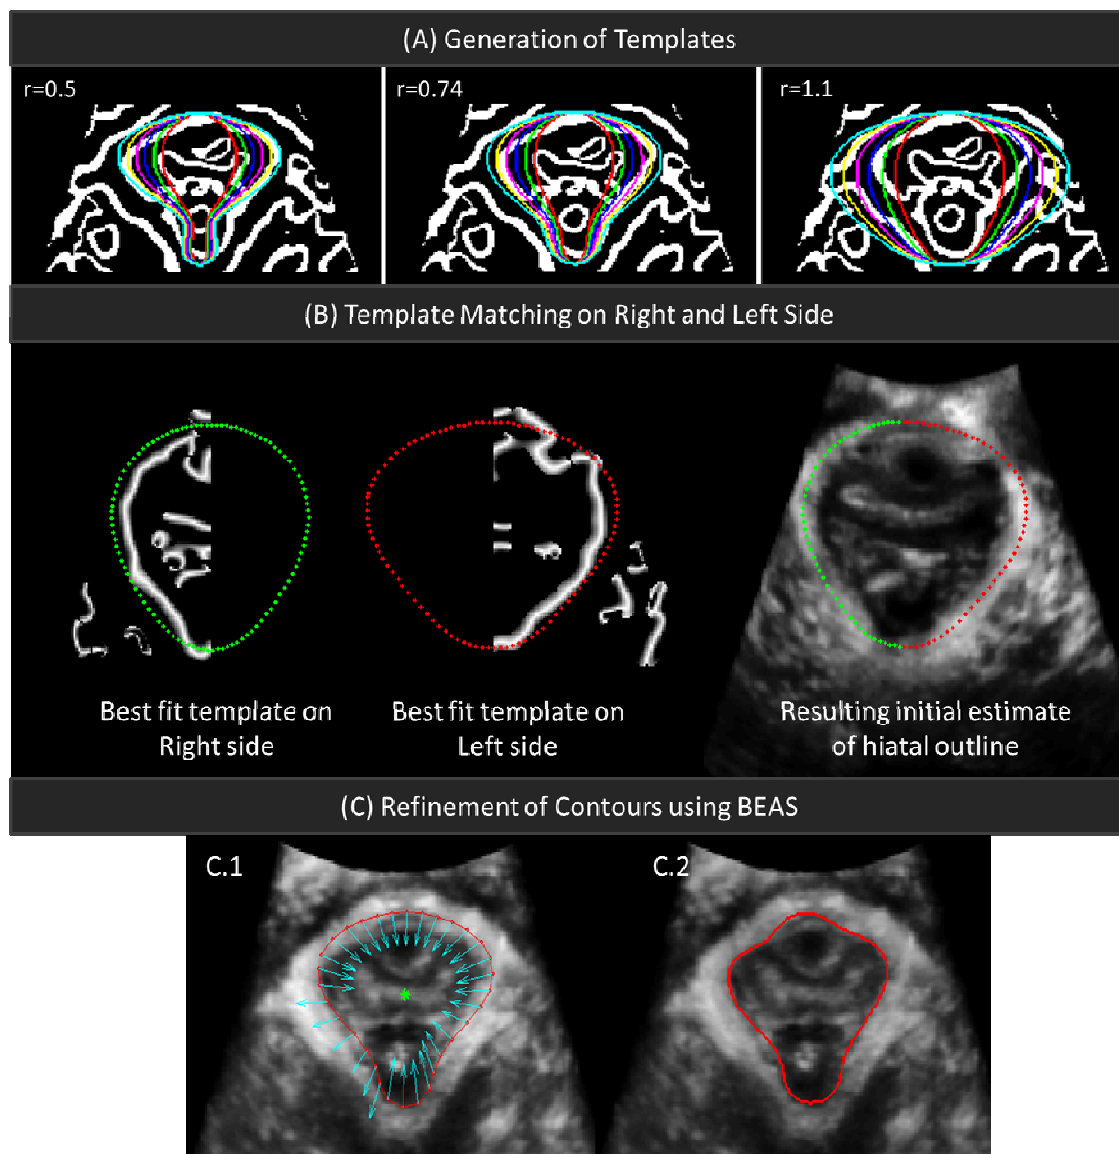 (A) Generation of Templates
r=0.5
r=0.74
r=1.1
(B) Template Matching on Right and Left Side
Best fit template on
Right side
Best fit template on
Left side
Resulting initial estimate
of hiatal outline
(C) Refinement of Contours using BEAS
C.1
C.2